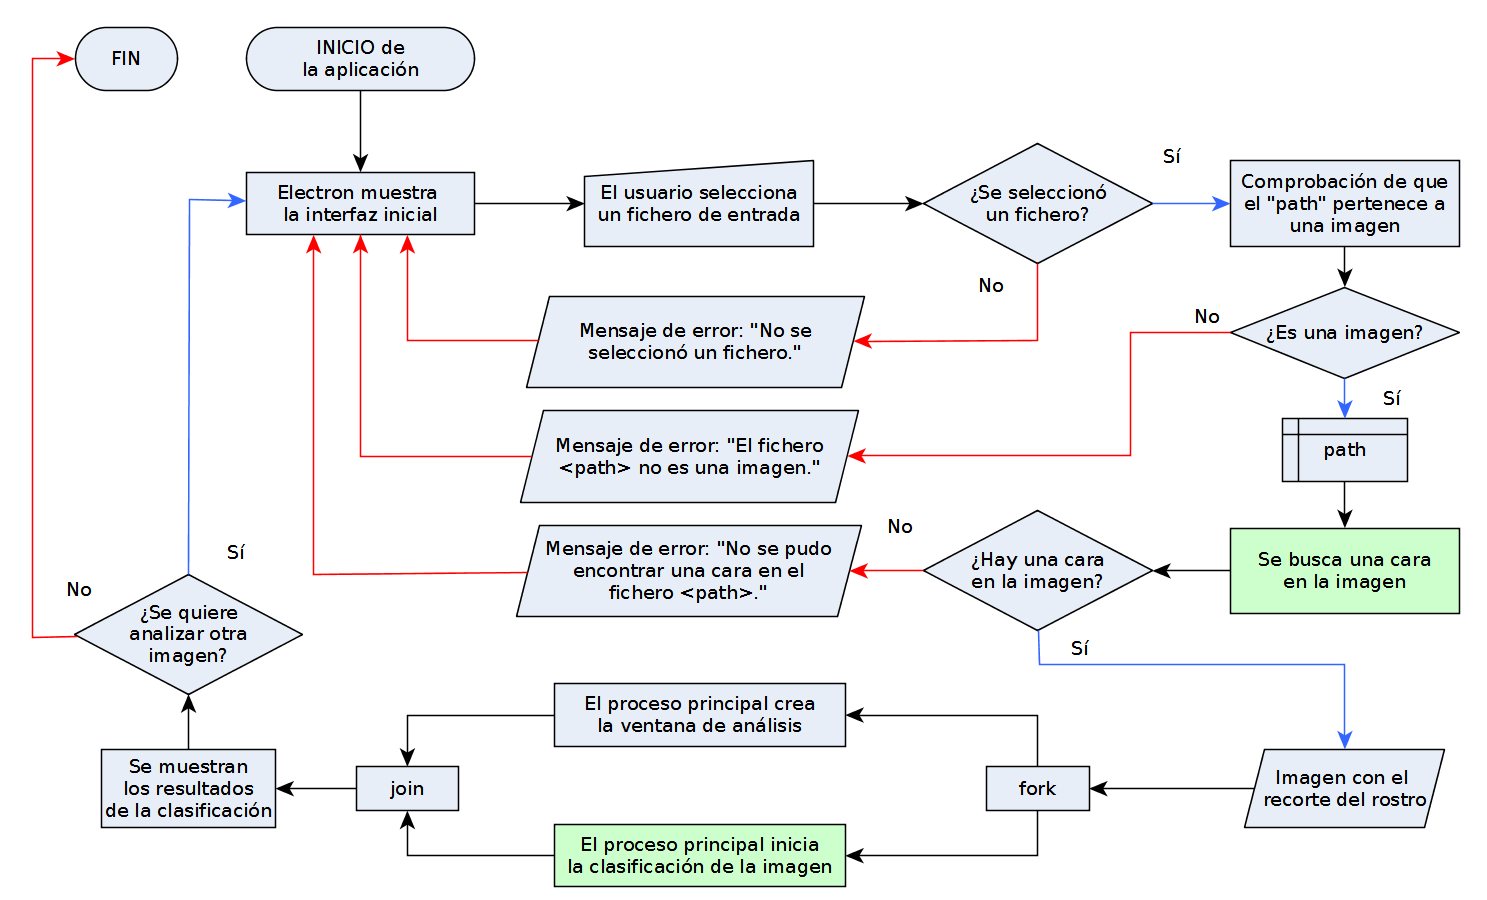 FIN
INICIO de
la aplicación
Electron muestra
la interfaz inicial
El usuario selecciona
un fichero de entrada
¿Se seleccionó
un fichero?
Sí
Comprobación de que
el "path" pertenece a
una imagen
No
Mensaje de error: "No se
seleccionó un fichero."
No
¿Es una imagen?
Sí
Mensaje de error: "El fichero
<path> no es una imagen."
path
No
Mensaje de error: "No se pudo
encontrar una cara en el
fichero <path>."
¿Hay una cara
en la imagen?
Se busca una cara
en la imagen
Sí
Sí
No
¿Se quiere
analizar otra
imagen?
El proceso principal crea
la ventana de análisis
Se muestran
los resultados
de la clasificación
join
fork
Imagen con el
recorte del rostro
El proceso principal inicia
la clasificación de la imagen